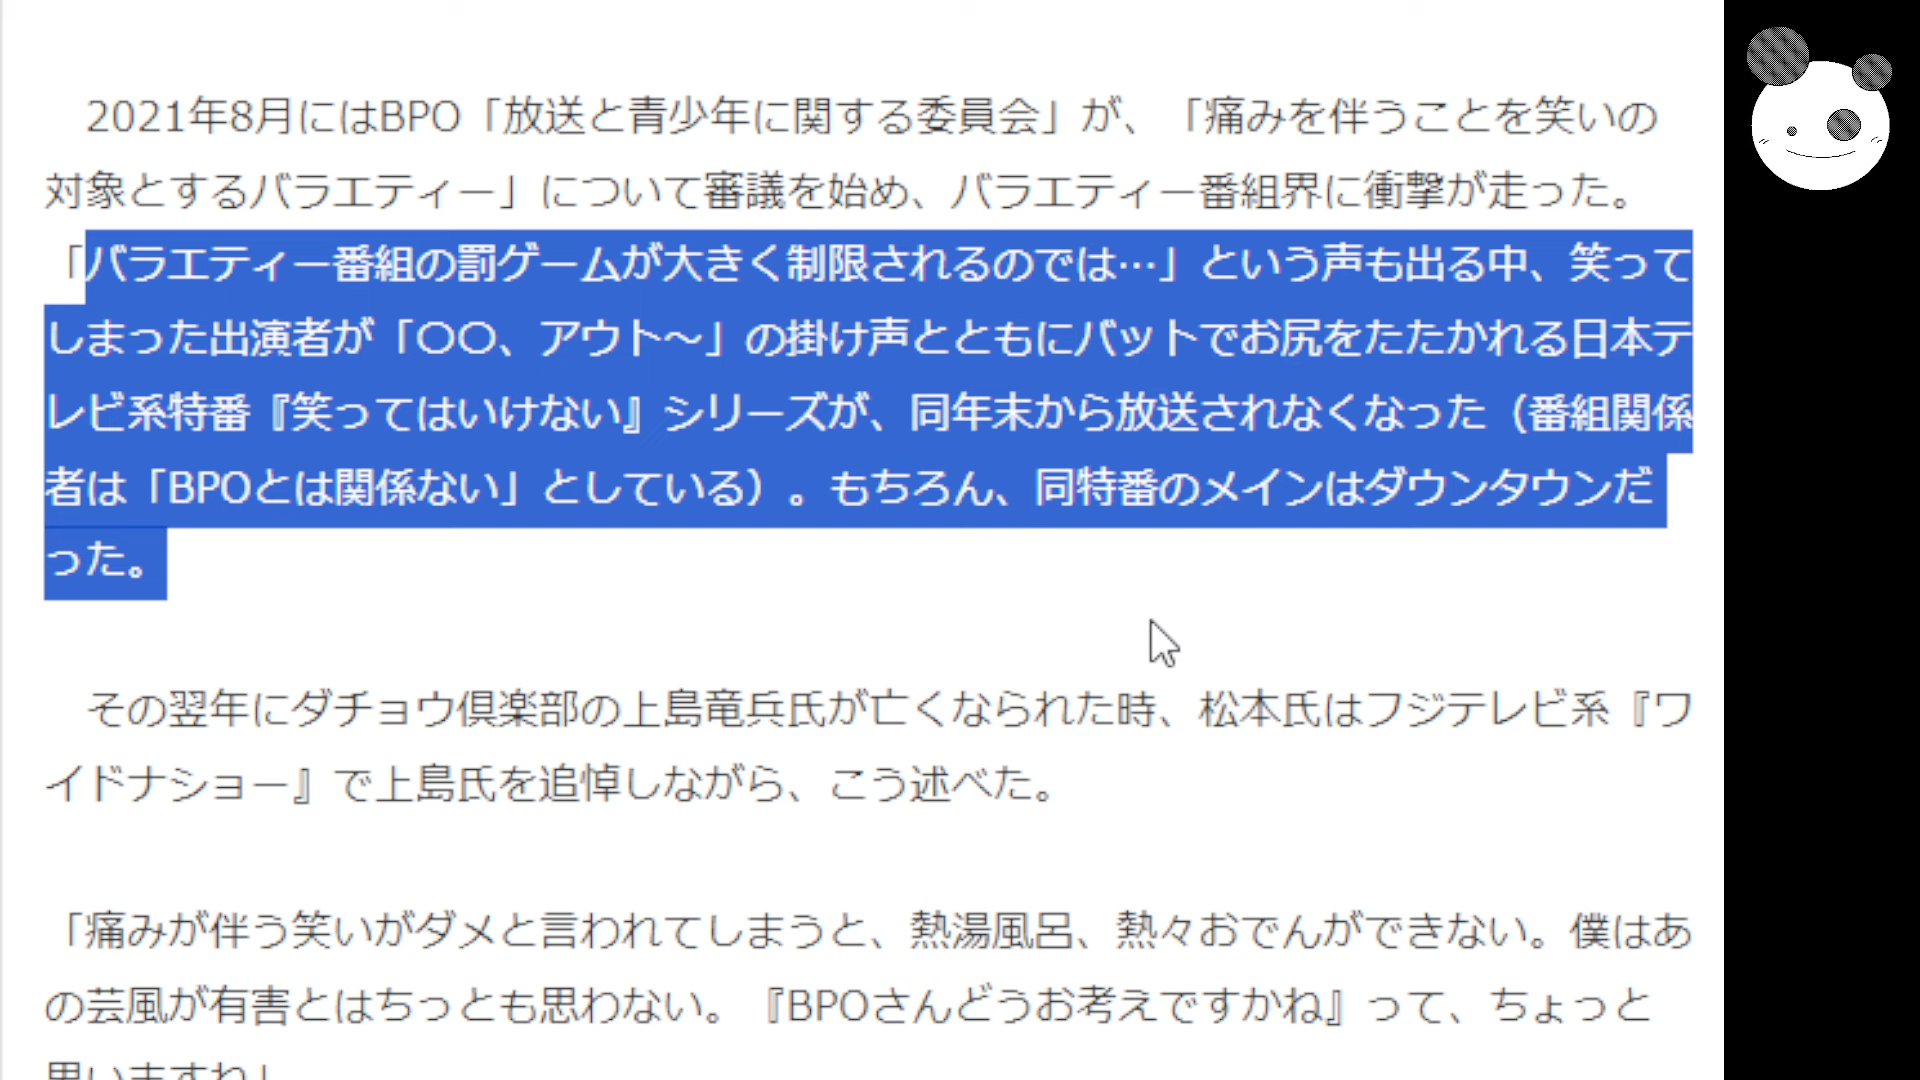 2021年8月にはBPO「放送と青少年に関する委員会」が、「痛みを伴うことを笑いの
対象とするバラエティー」について審議を始め、バラエティー番組界に衝撃が走った。
「バラエティー番組の罰ゲームが大きく制限されるのでは…」という声も出る中、笑って
しまった出演者が「〇〇、アウト～」の掛け声とともにバットでお尻をたたかれる日本テ
レビ系特番『笑ってはいけない』シリーズが、同年末から放送されなくなった（番組関係
者は「BPOとは関係ない」としている）。もちろん、同特番のメインはダウンタウンだ
った。
その翌年にダチョウ倶楽部の上島竜兵氏が亡くなられた時、松本氏はフジテレビ系『ワ
イドナショー』で上島氏を追悼しながら、こう述べた。
「痛みが伴う笑いがダメと言われてしまうと、熱湯風呂、熱々おでんができない。僕はあ
の芸風が有害とはちっとも思わない。『BPOさんどうお考えですかね』って、ちょっと
思いますね」